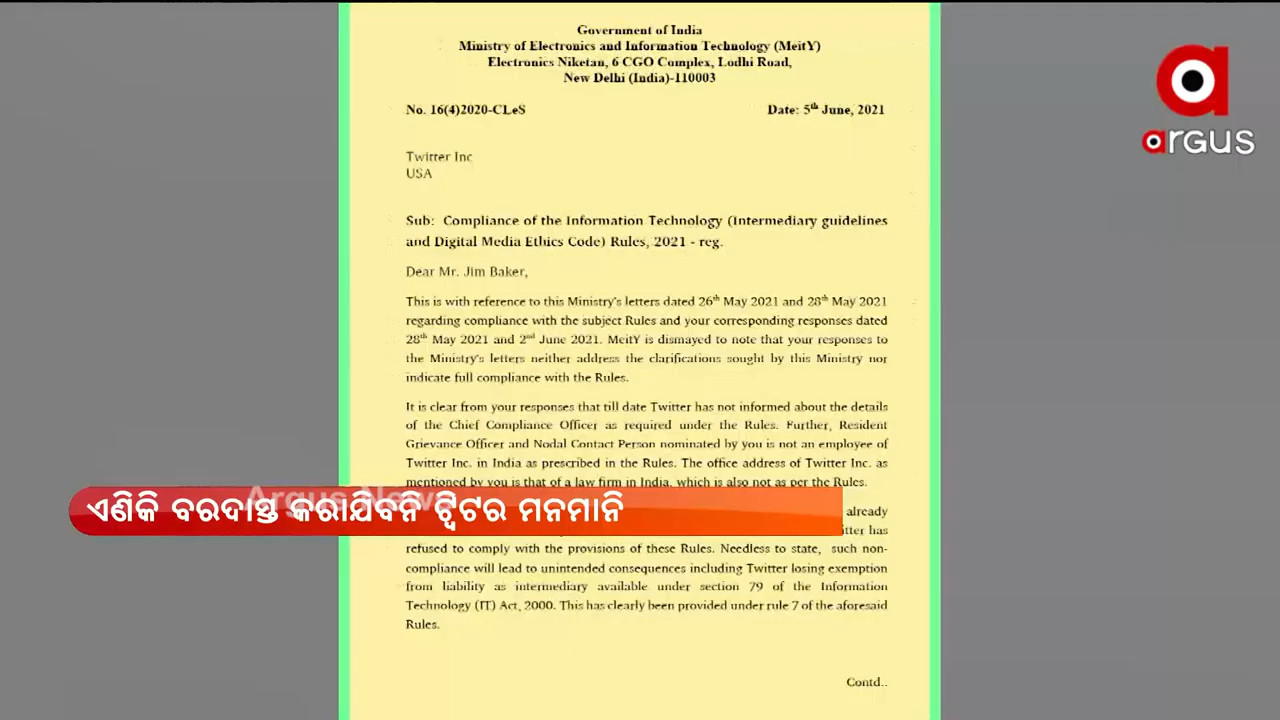 Government of India
Ministry of Electronics and Information Technology (MeitY)
Electronics Niketan, 6 CGO Complex, Lodhi Road,
New Delhi (India)-110003
No. 16(4)2020-CLeS Date: 5th June, 2021
argus
Twitter Inc
USA
Sub: Compliance of the Information Technology (Intermediary guidelines
and Digital Media Ethics Code) Rules, 2021 - reg.
Dear Mr. Jim Baker,
This is with reference to this Ministry's letters dated 26th May 2021 and 28th May 2021
regarding compliance with the subject Rules and your corresponding responses dated
28th May 2021 and 2nd June 2021. MeitY is dismayed to note that your responses to
the Ministry's letters neither address the clarifications sought by this Ministry nor
indicate full compliance with the Rules.
It is clear from your responses that till date Twitter has not informed about the details
of the Chief Compliance Officer as required under the Rules. Further, Resident
Grievance Officer and Nodal Contact Person nominated by you is not an employee of
Twitter Inc. in India as prescribed in the Rules. The office address of Twitter Inc. as
mentioned by you is that of a law firm in India, which is also not as per the Rules.
Argus News
ଏଣିକି ବରଦାସ୍ତ କରାଯିବନି ଟ୍ୱିଟର ମନମାନି
already
has
refused to comply with the provisions of these Rules. Needless to state, such non-
compliance will lead to unintended consequences including Twitter losing exemption
from liability as intermediary available under section 79 of the Information
Technology (IT) Act, 2000. This has clearly been provided under rule 7 of the aforesaid
Rules.
Contd..